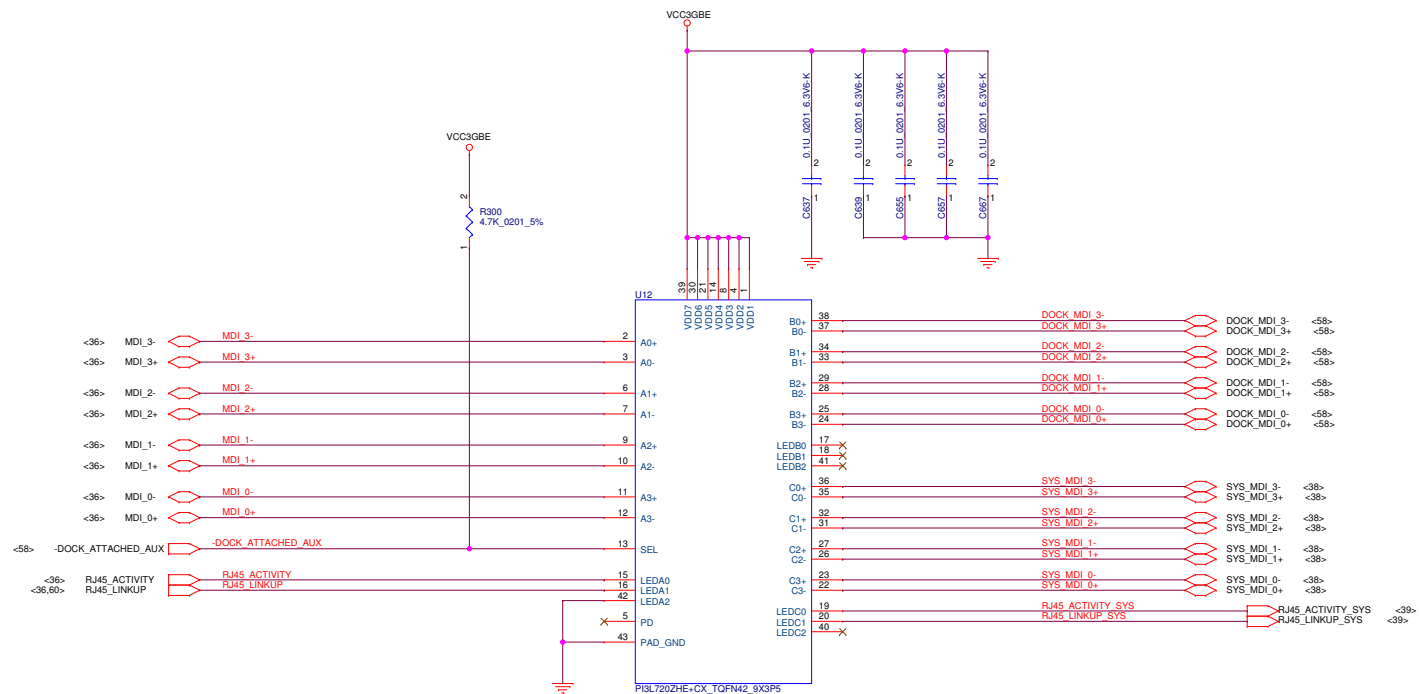 VCC3GBE
0.1U_0201_6.3V6-K
0.1U_0201_6.3V6-K
0.1U_0201_6.3V6-K
0.1U_0201_6.3V6-K
0.1U_0201_6.3V6-K
2 2 2 2 2
1 1 1 1 1
C637 C639 C655 C657 C667
VCC3GBE
2
R300
4.7K_0201_5%
1
U12
39 30 21 14 8 4 1
VDD7 VDD6 VDD5 VDD4 VDD3 VDD2 VDD1
<36> MDI_3- MDI_3- 2 A0+
<36> MDI_3+ MDI_3+ 3 A0-
<36> MDI_2- MDI_2- 6 A1+
<36> MDI_2+ MDI_2+ 7 A1-
<36> MDI_1- MDI_1- 9 A2+
<36> MDI_1+ MDI_1+ 10 A2-
<36> MDI_0- MDI_0- 11 A3+
<36> MDI_0+ MDI_0+ 12 A3-
<58> -DOCK_ATTACHED_AUX -DOCK_ATTACHED_AUX 13 SEL
<36> RJ45_ACTIVITY RJ45_ACTIVITY 15 LEDA0
<36,60> RJ45_LINKUP RJ45_LINKUP 16 LEDA1
42 LEDA2
5 PD
43 PAD_GND
B0+ 38 DOCK_MDI_3- DOCK_MDI_3- <58>
B0- 37 DOCK_MDI_3+ DOCK_MDI_3+ <58>
B1+ 34 DOCK_MDI_2- DOCK_MDI_2- <58>
B1- 33 DOCK_MDI_2+ DOCK_MDI_2+ <58>
B2+ 29 DOCK_MDI_1- DOCK_MDI_1- <58>
B2- 28 DOCK_MDI_1+ DOCK_MDI_1+ <58>
B3+ 25 DOCK_MDI_0- DOCK_MDI_0- <58>
B3- 24 DOCK_MDI_0+ DOCK_MDI_0+ <58>
LEDB0 17
LEDB1 18
LEDB2 41
C0+ 36 SYS_MDI_3- SYS_MDI_3- <38>
C0- 35 SYS_MDI_3+ SYS_MDI_3+ <38>
C1+ 32 SYS_MDI_2- SYS_MDI_2- <38>
C1- 31 SYS_MDI_2+ SYS_MDI_2+ <38>
C2+ 27 SYS_MDI_1- SYS_MDI_1- <38>
C2- 26 SYS_MDI_1+ SYS_MDI_1+ <38>
C3+ 23 SYS_MDI_0- SYS_MDI_0- <38>
C3- 22 SYS_MDI_0+ SYS_MDI_0+ <38>
LEDC0 19 RJ45_ACTIVITY_SYS RJ45_ACTIVITY_SYS <39>
LEDC1 20 RJ45_LINKUP_SYS RJ45_LINKUP_SYS <39>
LEDC2 40
PI3L720ZHE+CX_TQFN42_9X3P5